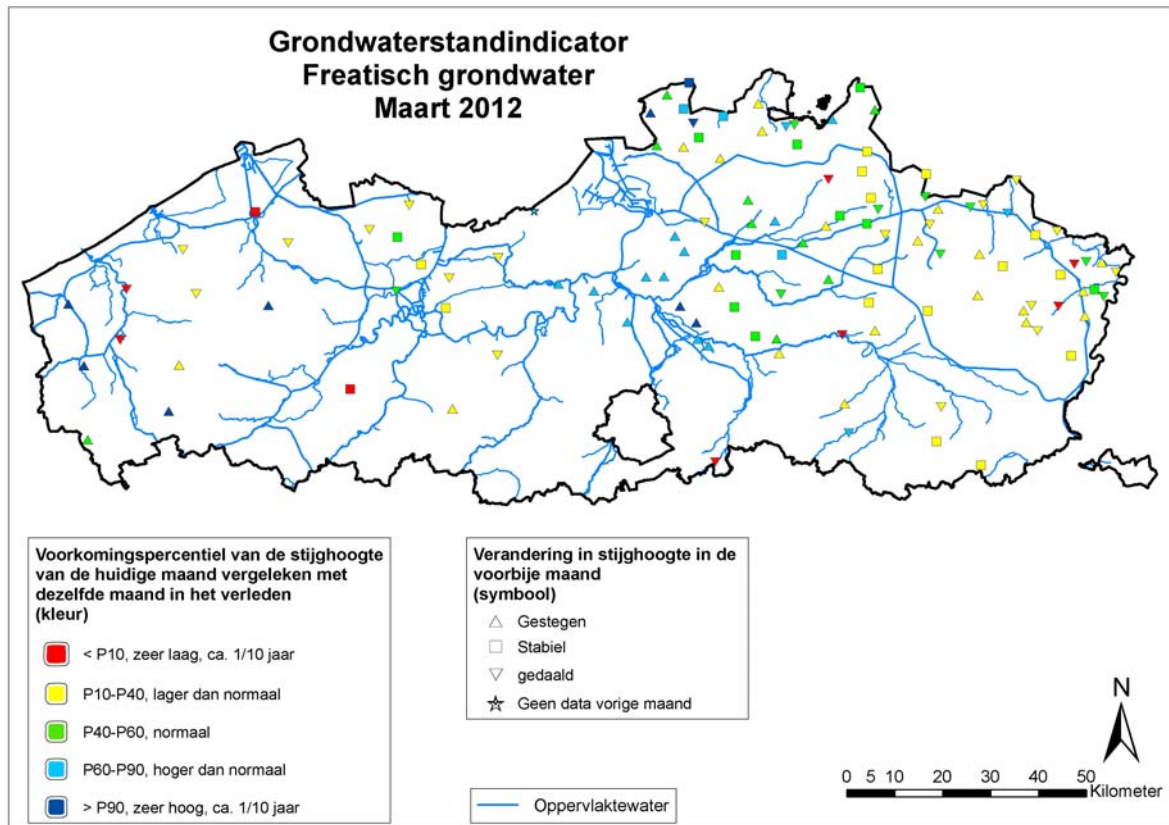 Grondwaterstandindicator
Freatisch grondwater
Maart 2012
Voorkomingspercentiel van de stijghoogte
van de huidige maand vergeleken met
dezelfde maand in het verleden
(kleur)
< P10, zeer laag, ca. 1/10 jaar
P10-P40, lager dan normaal
P40-P60, normaal
P60-P90, hoger dan normaal
> P90, zeer hoog, ca. 1/10 jaar
Verandering in stijghoogte in de
voorbije maand
(symbool)
Gestegen
Stabiel
gedaald
Geen data vorige maand
Oppervlaktewater
N
0 5 10 20 30 40 50
Kilometer